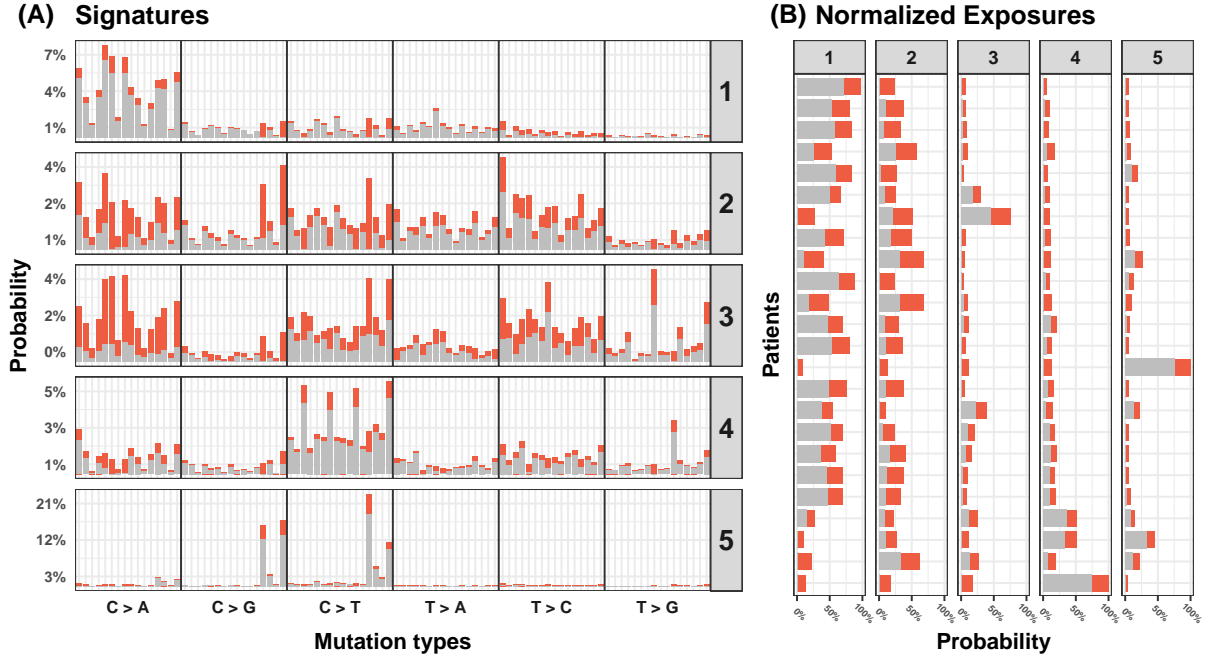 (A) Signatures
7%
4%
1%
1
4%
2%
1%
2
4%
2%
0%
3
5%
3%
1%
4
21%
12%
3%
5
Probability
C > A C > G C > T T > A T > C T > G
Mutation types
(B) Normalized Exposures
1 2 3 4 5
Patients
0% 50% 100% 0% 50% 100% 0% 50% 100% 0% 50% 100% 0% 50% 100%
Probability